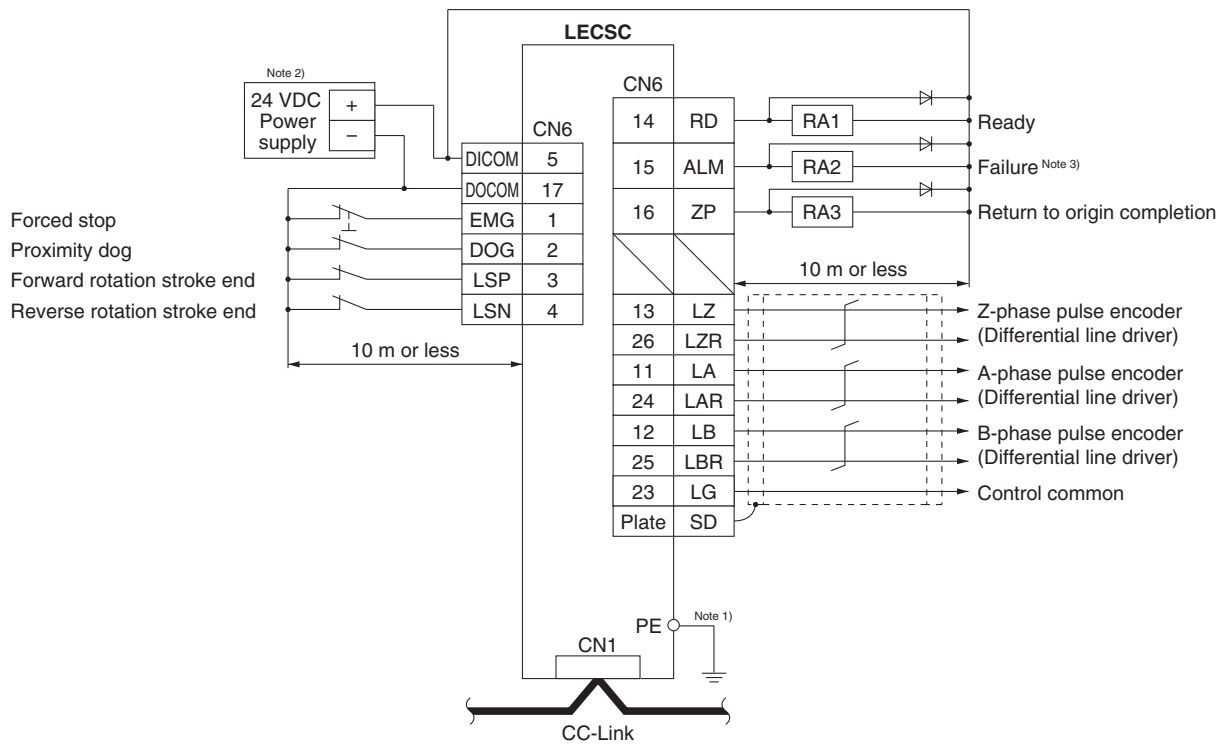 LECSC
Note 2)
24 VDC
Power
supply
+
−
CN6
DICOM 5
DOCOM 17
Forced stop EMG 1
Proximity dog DOG 2
Forward rotation stroke end LSP 3
Reverse rotation stroke end LSN 4
10 m or less
CN6
14 RD RA1 Ready
15 ALM RA2 Failure Note 3)
16 ZP RA3 Return to origin completion
10 m or less
13 LZ Z-phase pulse encoder
26 LZR (Differential line driver)
11 LA A-phase pulse encoder
24 LAR (Differential line driver)
12 LB B-phase pulse encoder
25 LBR (Differential line driver)
23 LG Control common
Plate SD
PE Note 1)
CN1
CC-Link